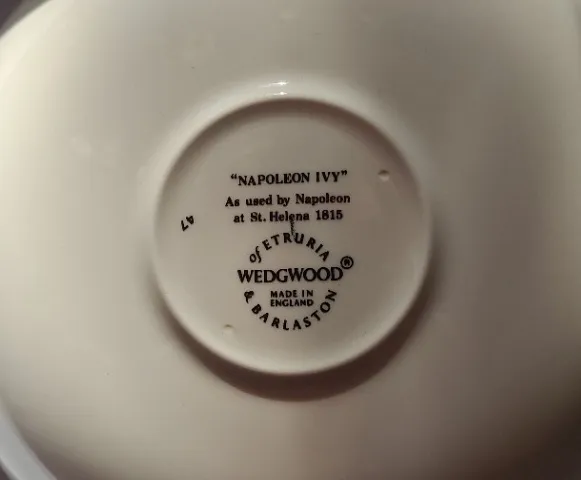 "NAPOLEON IVY"
As used by Napoleon
at St. Helena 1815
of ETRURIA
WEDGWOOD®
MADE IN
ENGLAND
& BARLASTON
47